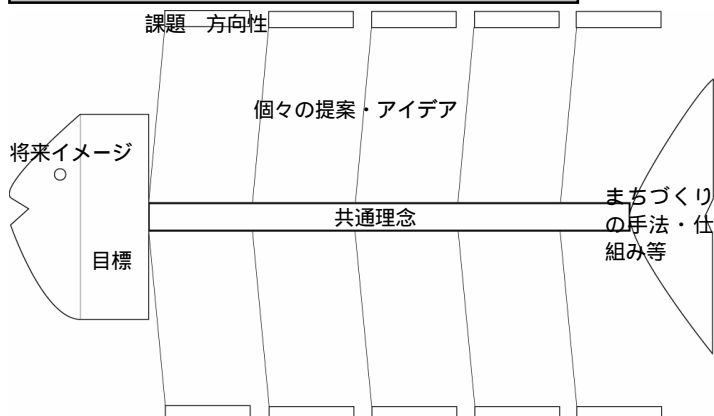 課題　方向性
個々の提案・アイデア
将来イメージ
共通理念
まちづくり
の手法・仕
組み等
目標